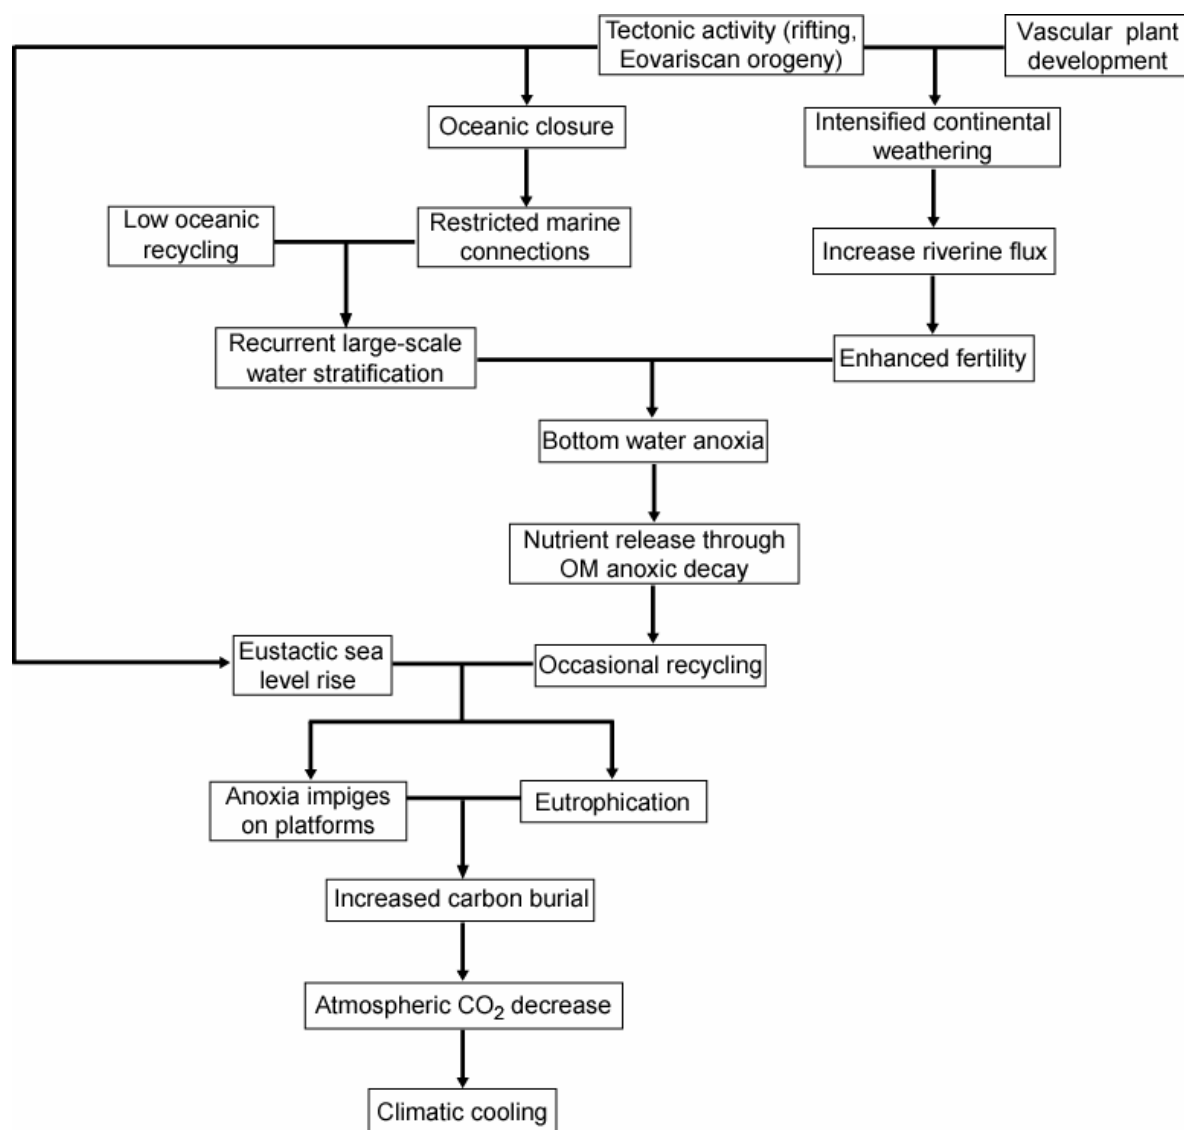 Tectonic activity (rifting,
Eovariscan orogeny)
Vascular plant
development
Oceanic closure
Intensified continental
weathering
Low oceanic
recycling
Restricted marine
connections
Increase riverine flux
Recurrent large-scale
water stratification
Enhanced fertility
Bottom water anoxia
Nutrient release through
OM anoxic decay
Eustactic sea
level rise
Occasional recycling
Anoxia impiges
on platforms
Eutrophication
Increased carbon burial
Atmospheric CO2 decrease
Climatic cooling